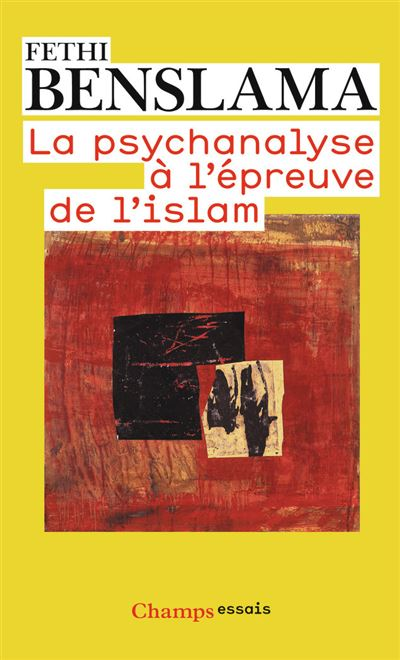 FETHI
BENSLAMA
La psychanalyse
à l'épreuve
de l'islam
Champs essais